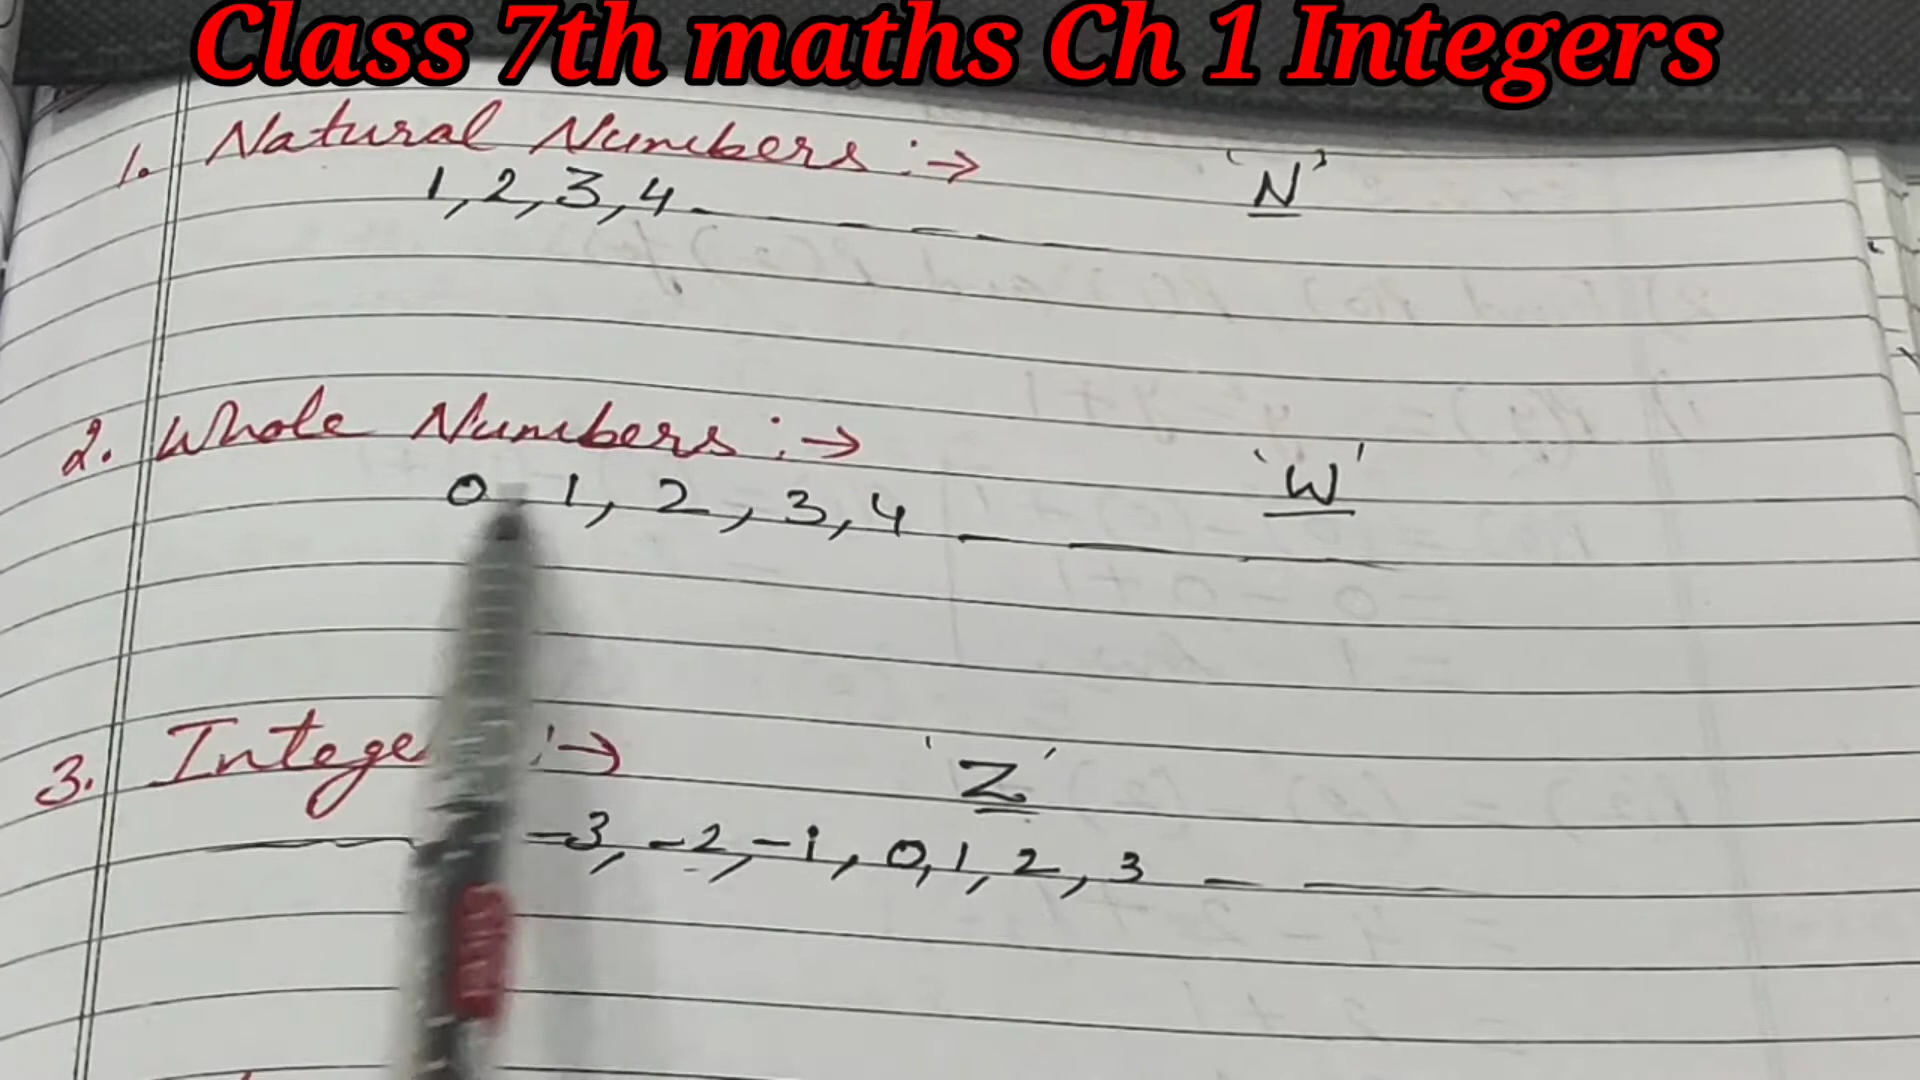 Class 7th maths Ch 1 Integers
1. Natural Numbers :→ 'N'
1, 2, 3, 4 - - - - -
2. Whole Numbers :→ 'W'
0 1, 2, 3, 4 - - - -
3. :→ 'Z'
-3, -2, -1, 0, 1, 2, 3 - -